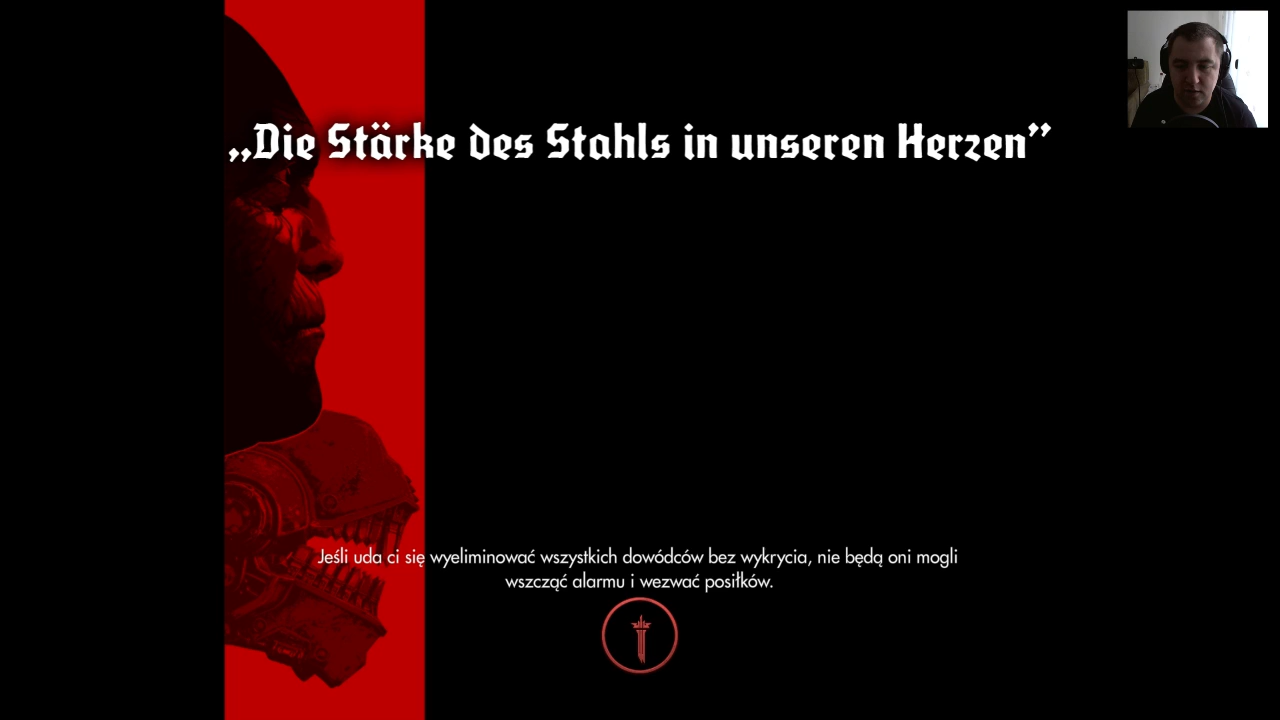 „Die Stärke des Stahls in unseren Herzen”
Jeśli uda ci się wyeliminować wszystkich dowódców bez wykrycia, nie będą oni mogli
wszcząć alarmu i wezwać posiłków.